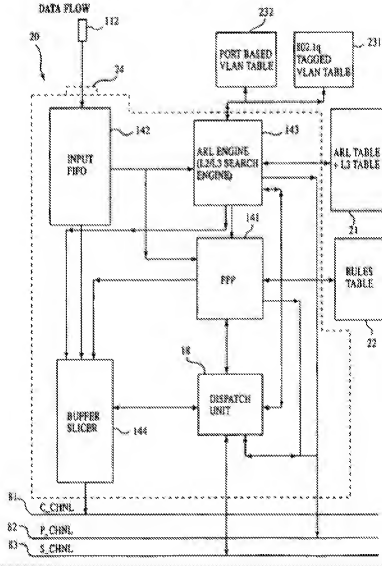 DATA FLOW
112
20
24
232
PORT BASED
VLAN TABLE
802.1q
TAGGED
VLAN TABLE
231
142
INPUT
FIFO
143
ARL ENGINE
(L2/L3 SEARCH
ENGINE)
ARL TABLE
+ L3 TABLE
21
141
FFP
RULES
TABLE
22
18
DISPATCH
UNIT
BUFFER
SLICER
144
81
C_CHNL
82
P_CHNL
83
S_CHNL